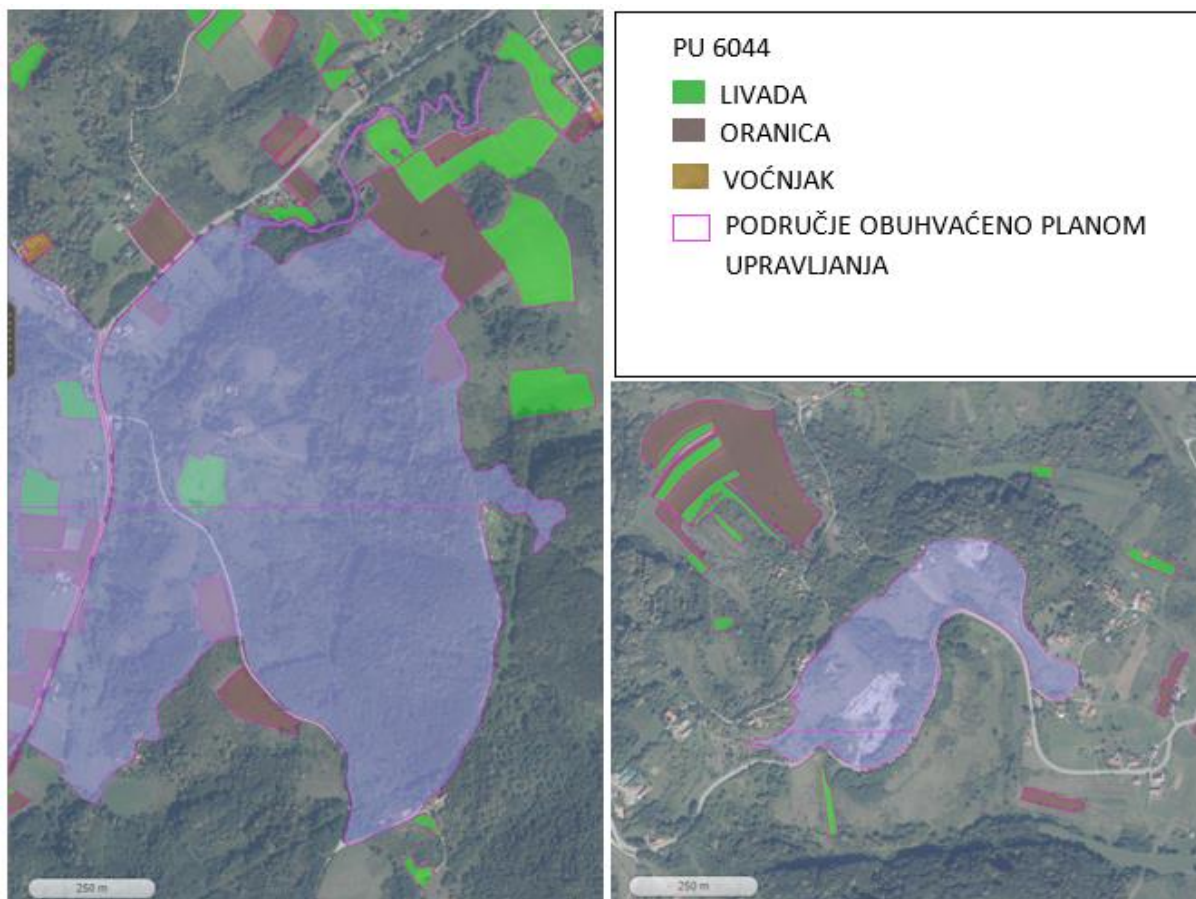 PU 6044
LIVADA
ORANICA
VOĆNJAK
PODRUČJE OBUHVAĆENO PLANOM
UPRAVLJANJA
250 m
250 m